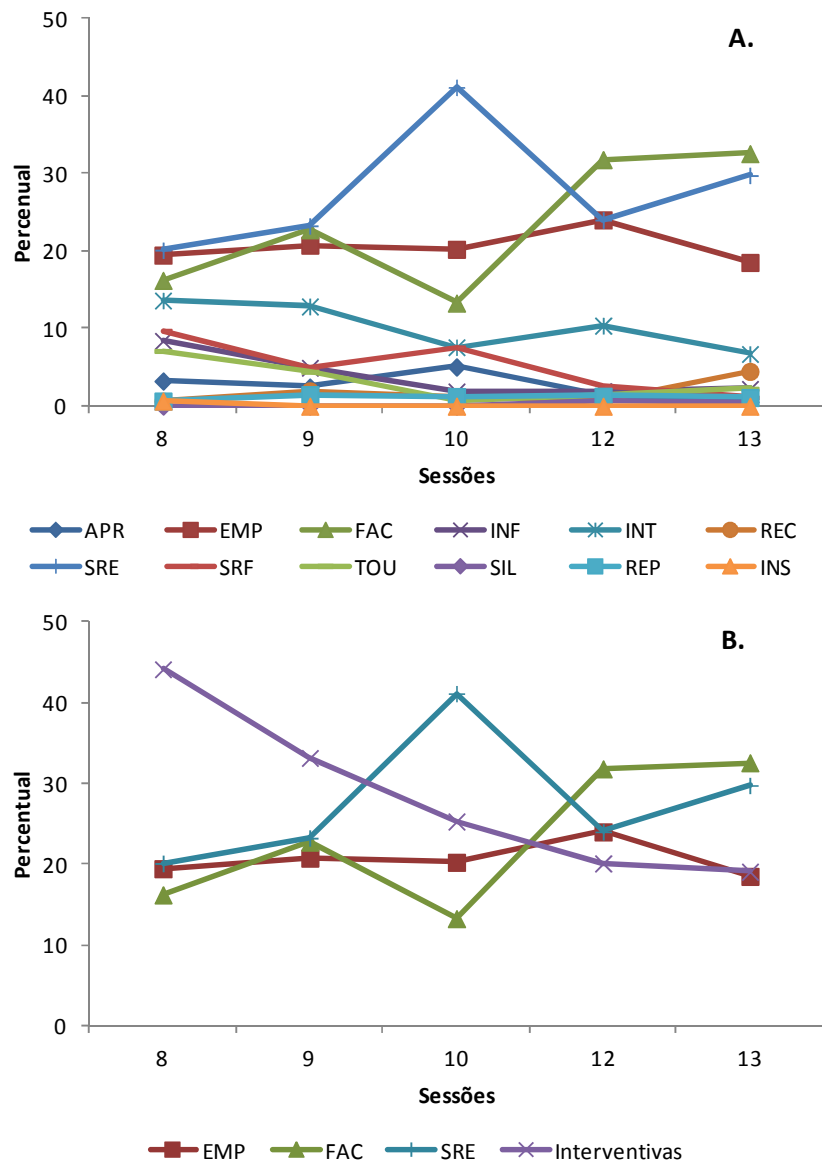 A.
50
40
30
20
10
0
Percenual
8 9 10 12 13
Sessões
APR EMP FAC INF INT REC
SRE SRF TOU SIL REP INS
B.
50
40
30
20
10
0
Percentual
8 9 10 12 13
Sessões
EMP FAC SRE Interventivas